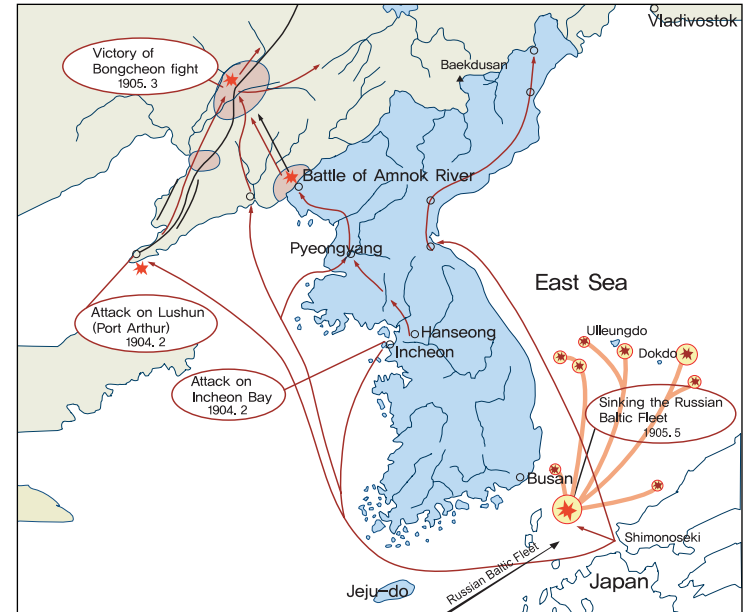 Vladivostok
Victory of
Bongcheon fight
1905. 3
Baekdusan
Battle of Amnok River
Pyeongyang
East Sea
Attack on Lushun
(Port Arthur)
1904. 2
Ulleungdo
Dokdo
Hanseong
Incheon
Attack on
Incheon Bay
1904. 2
Sinking the Russian
Baltic Fleet
1905. 5
Busan
Shimonoseki
Russian Baltic Fleet
Japan
Jeju-do